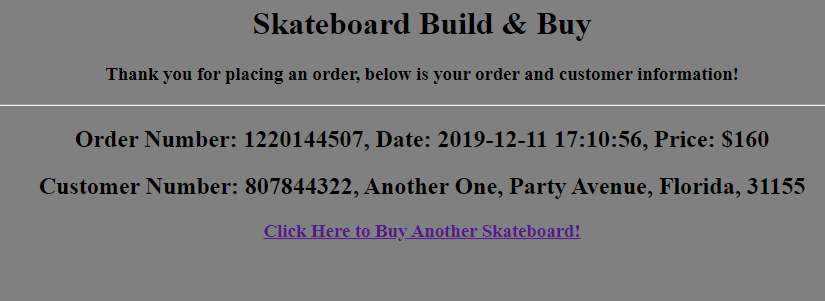 Skateboard Build & Buy
Thank you for placing an order, below is your order and customer information!
Order Number: 1220144507, Date: 2019-12-11 17:10:56, Price: $160
Customer Number: 807844322, Another One, Party Avenue, Florida, 31155
Click Here to Buy Another Skateboard!